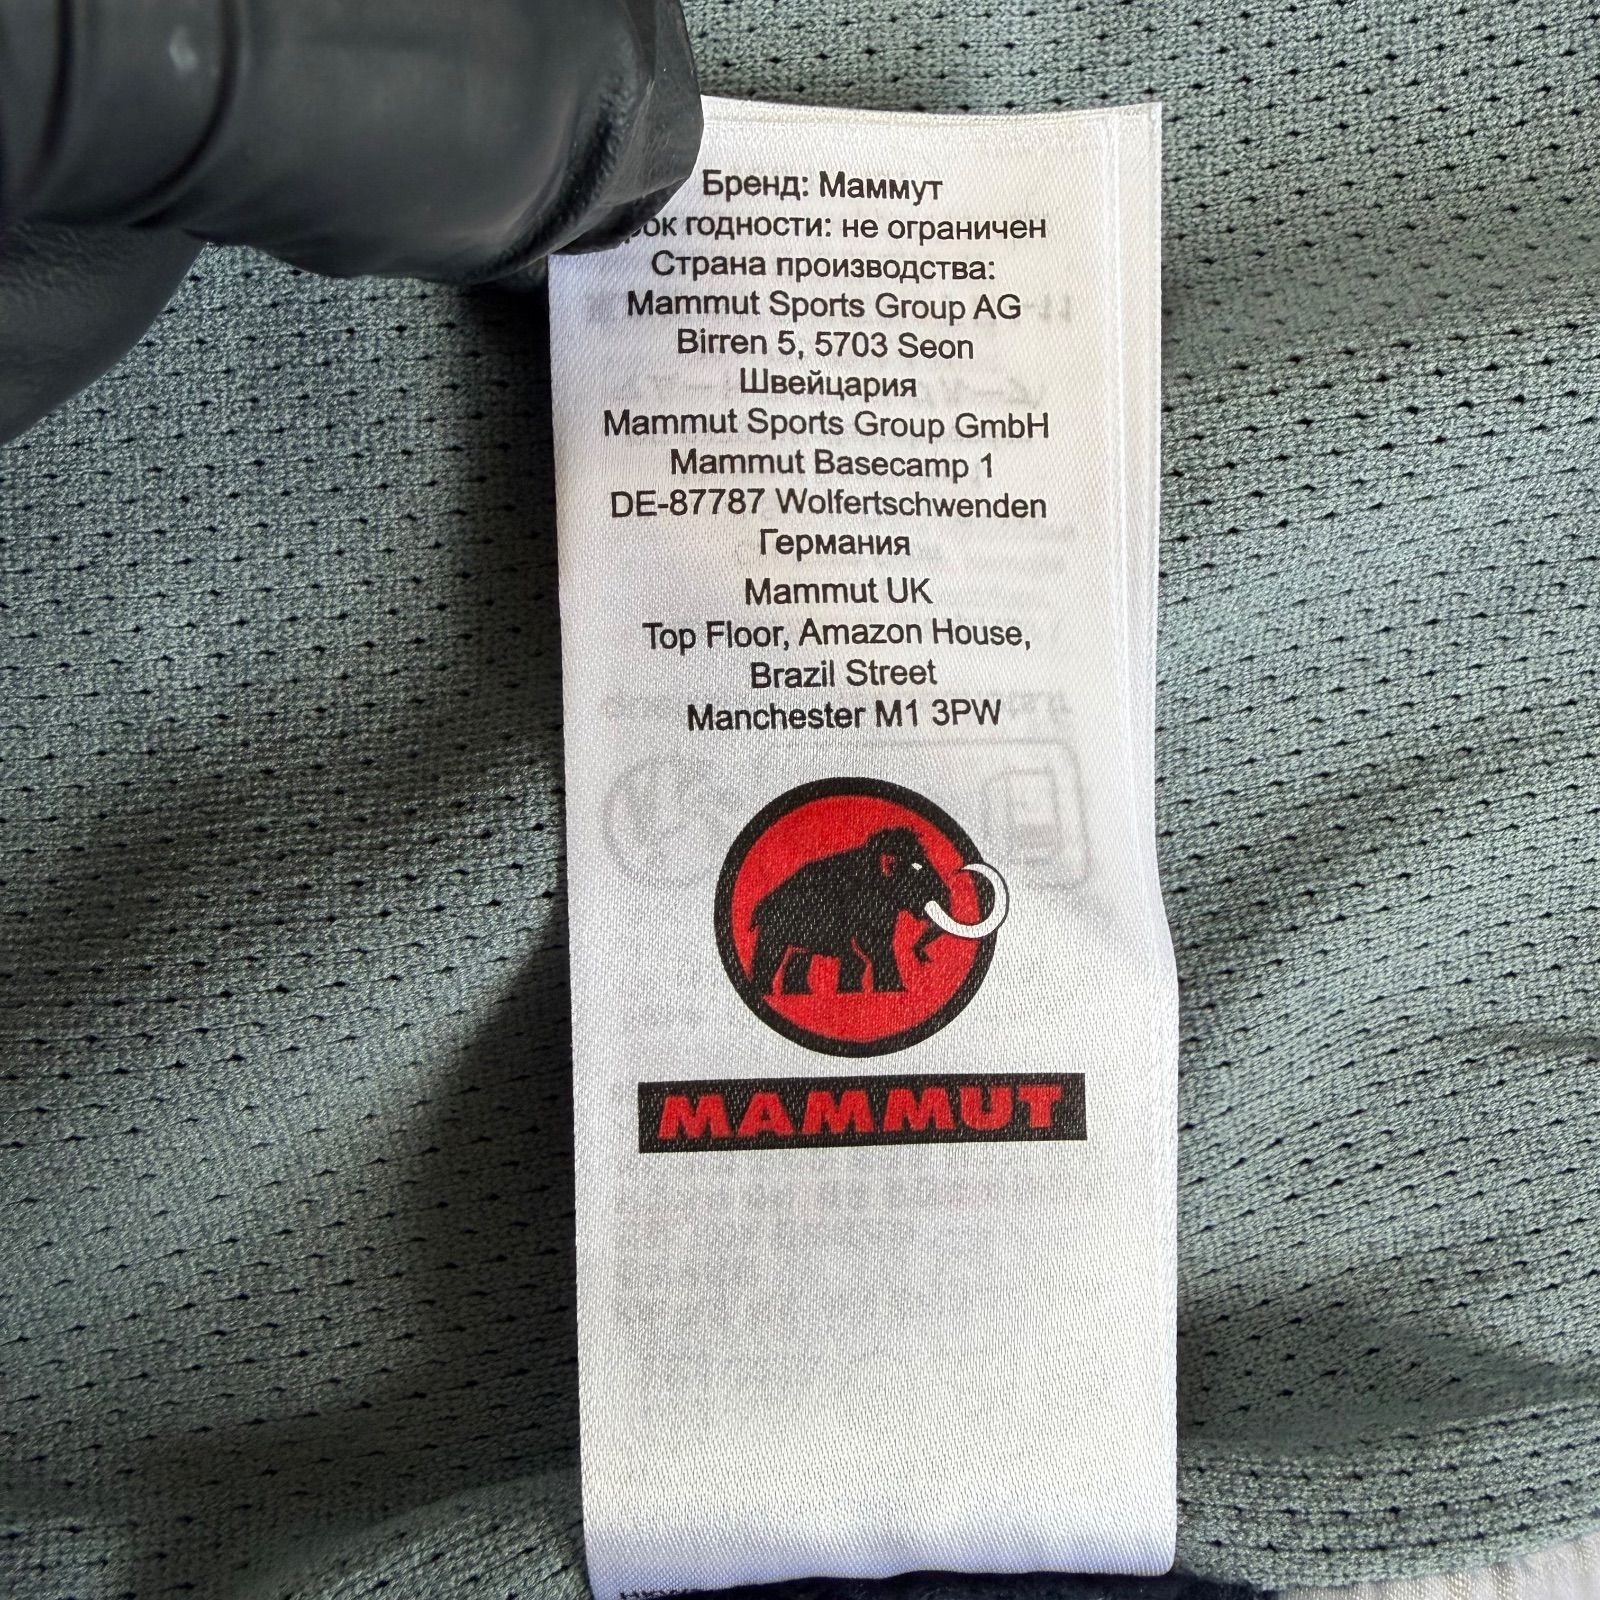 Бренд: Маммут
годности: не ограничен
Страна производства:
Mammut Sports Group AG
Birren 5, 5703 Seon
Швейцария
Mammut Sports Group GmbH
Mammut Basecamp 1
DE-87787 Wolfertschwenden
Германия
Mammut UK
Top Floor, Amazon House,
Brazil Street
Manchester M1 3PW
MAMMUT